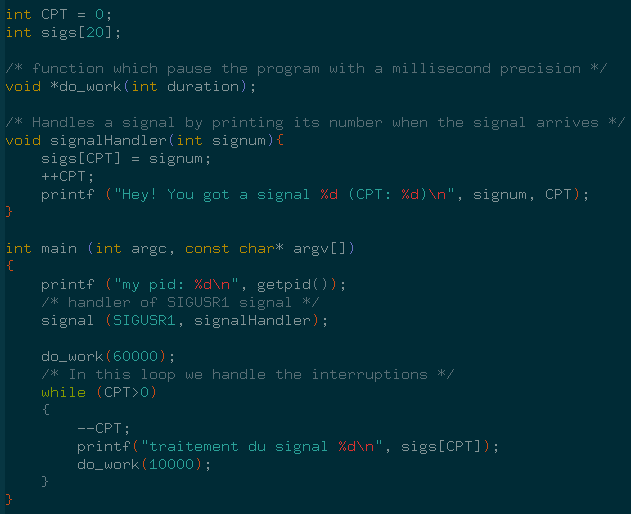 int CPT = 0;
int sigs[20];
/* function which pause the program with a millisecond precision */
void *do_work(int duration);
/* Handles a signal by printing its number when the signal arrives */
void signalHandler(int signum){
sigs[CPT] = signum;
++CPT;
printf ("Hey! You got a signal %d (CPT: %d)\n", signum, CPT);
}
int main (int argc, const char* argv[])
{
printf ("my pid: %d\n", getpid());
/* handler of SIGUSR1 signal */
signal (SIGUSR1, signalHandler);
do_work(60000);
/* In this loop we handle the interruptions */
while (CPT>0)
{
--CPT;
printf("traitement du signal %d\n", sigs[CPT]);
do_work(10000);
}
}